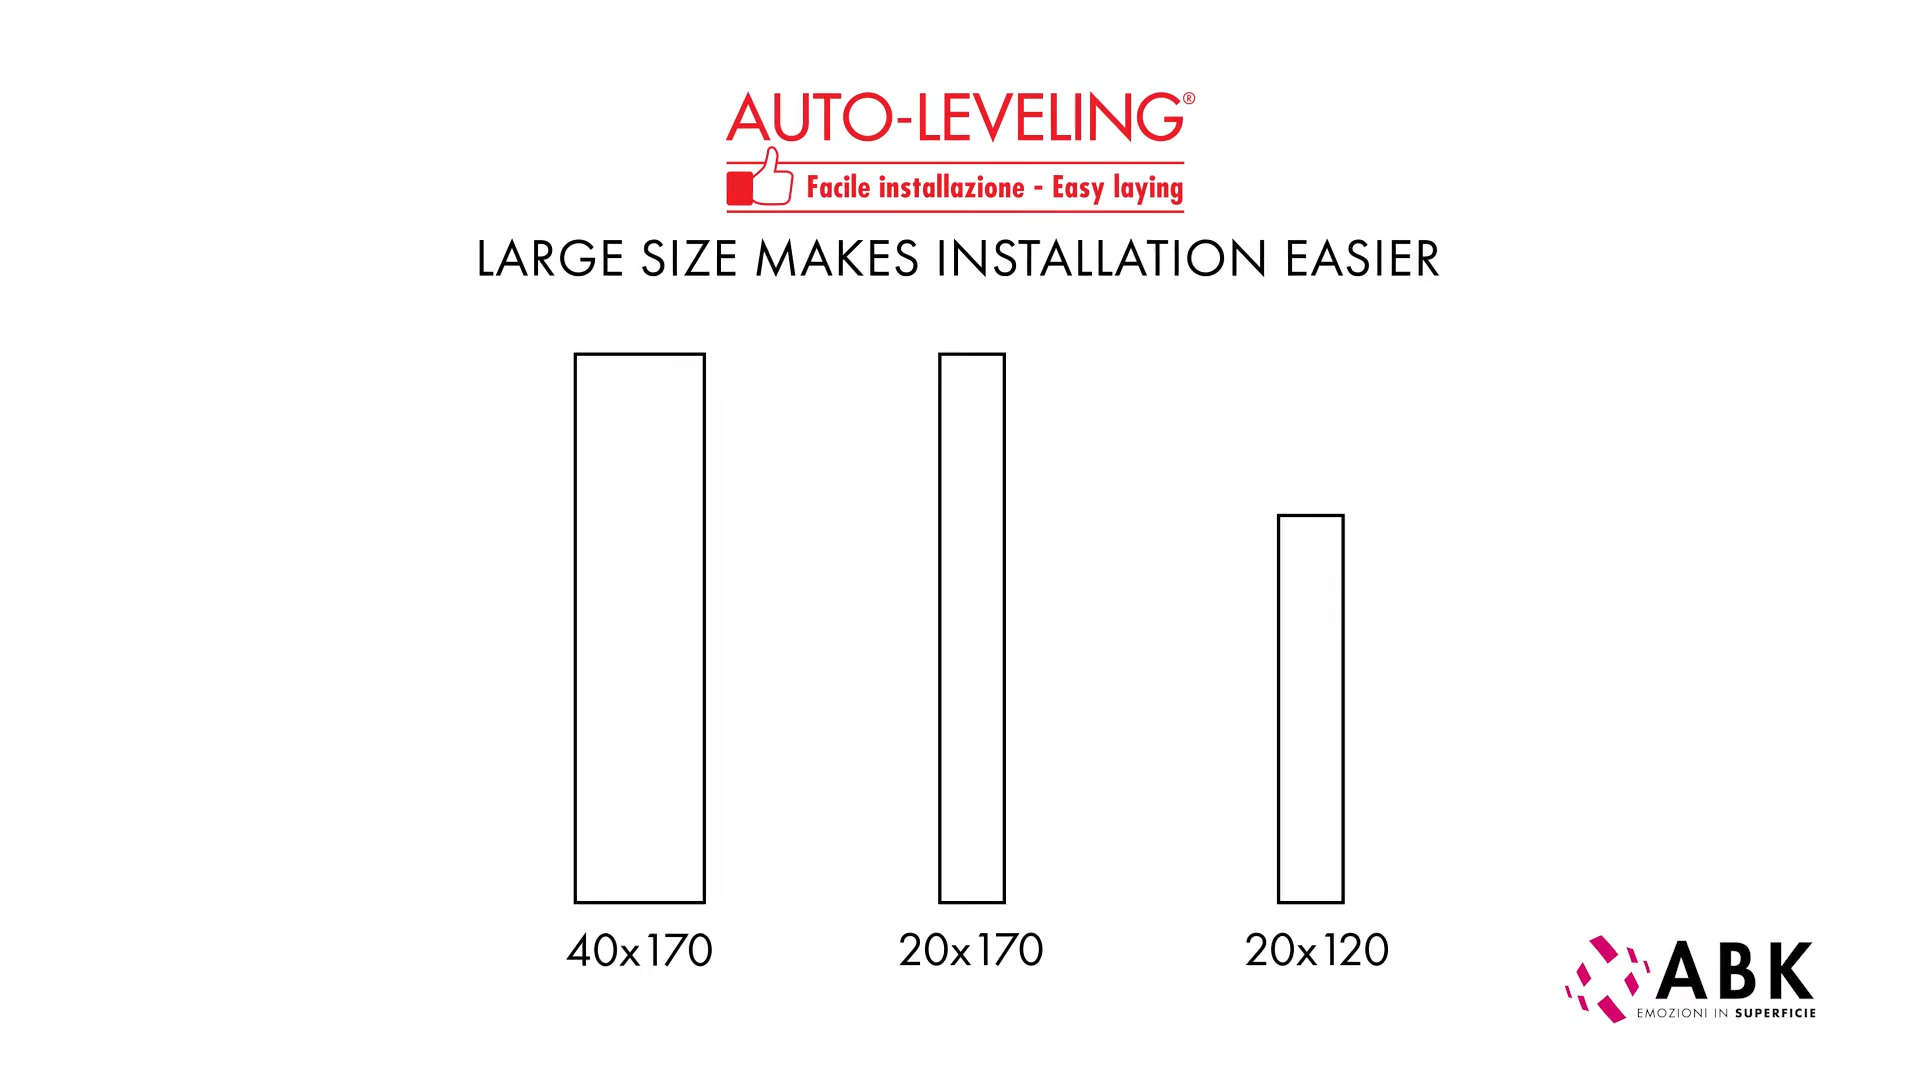 AUTO-LEVELING®
Facile installazione - Easy laying
LARGE SIZE MAKES INSTALLATION EASIER
40x170
20x170
20x120
ABK
EMOZIONI IN SUPERFICIE